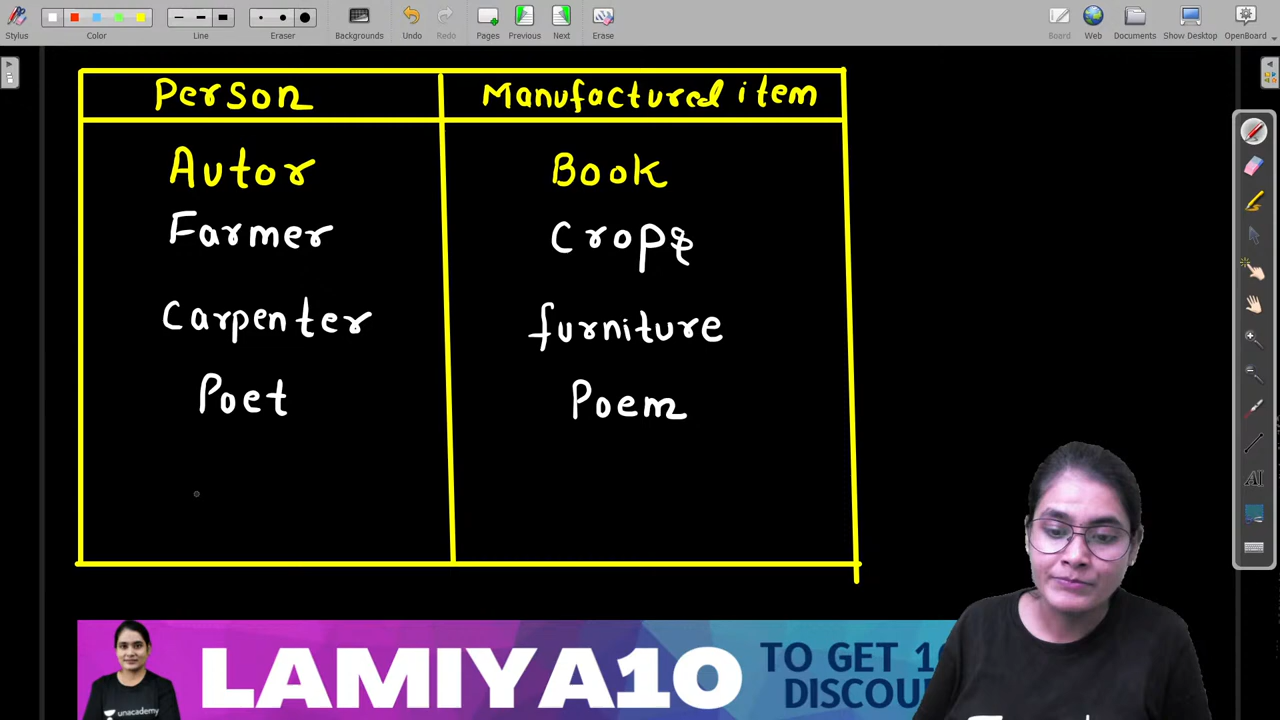 Stylus
Color
Line
Eraser
Backgrounds
Undo
Redo
Pages
Previous
Next
Erase
Board
Web
Documents
Show Desktop
OpenBoard
Person Manufactured item
Autor Book
Farmer Crops
Carpenter furniture
Poet Poem
LAMIYA10
TO GET 1
DISCOU
unacademy